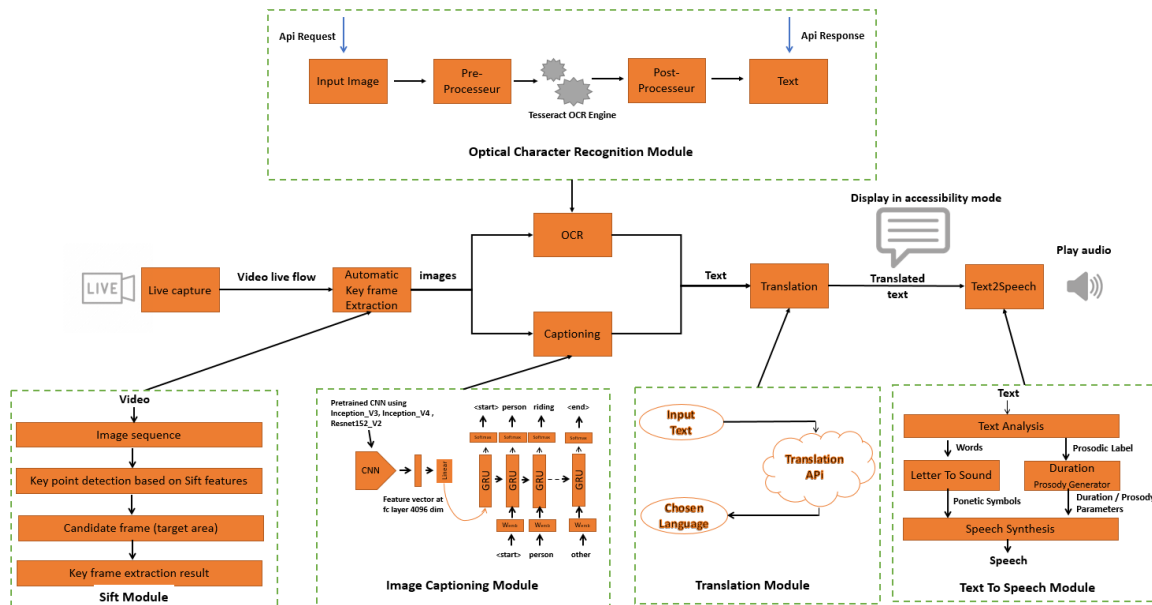 Api Request
Api Response
Input Image
Pre-
Processeur
Post-
Processeur
Text
Tesseract OCR Engine
Optical Character Recognition Module
Display in accessibility mode
OCR
Play audio
LIVE
Live capture
Video live flow
Automatic
Key frame
Extraction
images
Text
Translation
Translated
text
Text2Speech
Captioning
Video
Image sequence
Key point detection based on Sift features
Candidate frame (target area)
Key frame extraction result
Sift Module
Pretrained CNN using
Inception_V3, Inception_V4 ,
Resnet152_V2
CNN
Linear
Feature vector at
fc layer 4096 dim
<start> person riding <end>
Softmax Softmax Softmax Softmax
GRU GRU GRU GRU
<start> person other
Image Captioning Module
Input
Text
Translation
APi
Chosen
Language
Translation Module
Text
Text Analysis
Words
Prosodic Label
Letter To Sound
Duration
Prosody Generator
Ponetic Symbols
Duration / Prosody
Parameters
Speech Synthesis
Speech
Text To Speech Module